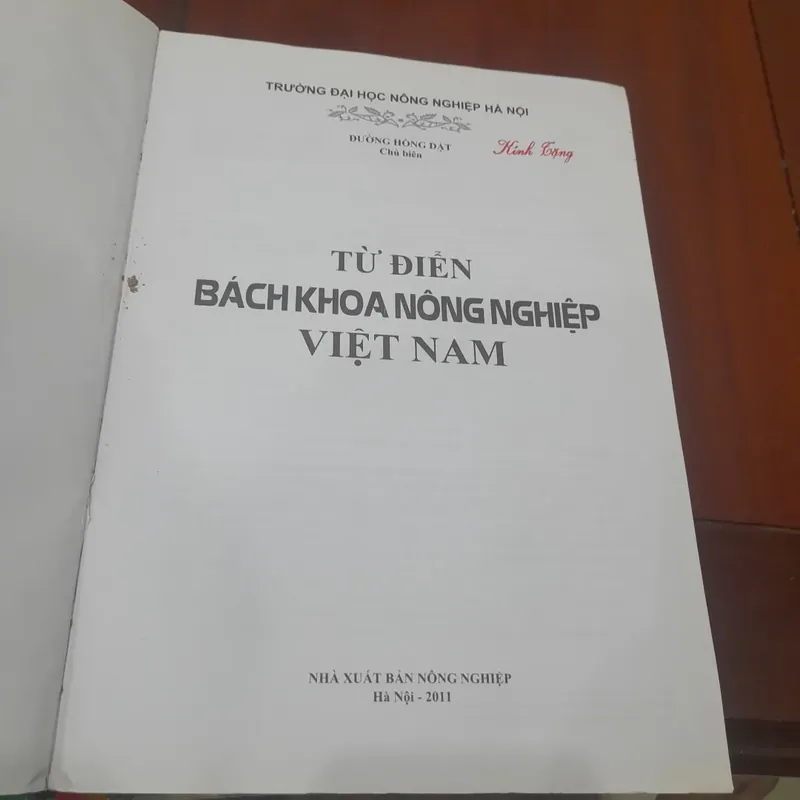 TRƯỜNG ĐẠI HỌC NÔNG NGHIỆP HÀ NỘI
ĐƯỜNG HỒNG DẬT
Chủ biên
Kính Tặng
TỪ ĐIỂN
BÁCH KHOA NÔNG NGHIỆP
VIỆT NAM
NHÀ XUẤT BẢN NÔNG NGHIỆP
Hà Nội - 2011